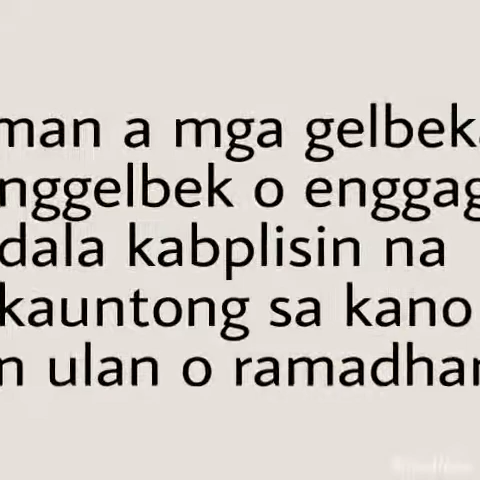 man a mga gelbek
nggelbek o enggag
dala kabplisin na
kauntong sa kano
n ulan o ramadhan